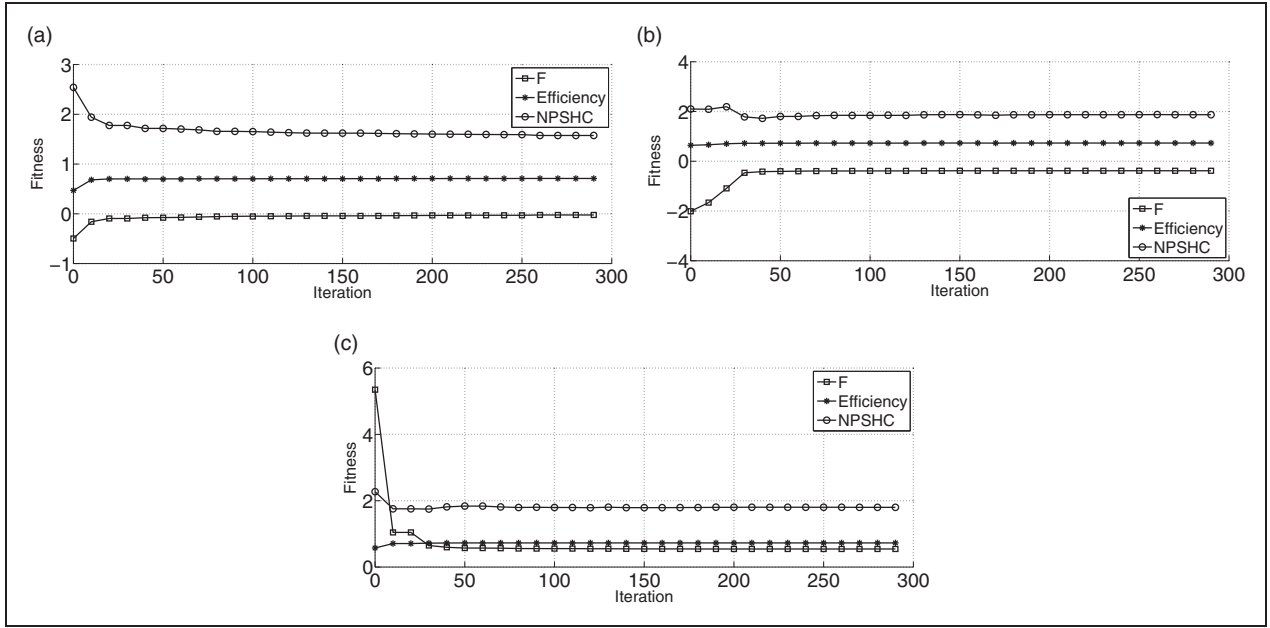 (a)
3
2
1
0
−1
0
50
100
150
200
250
300
Fitness
Iteration
F
Efficiency
NPSHC
(b)
4
2
0
−2
−4
0
50
100
150
200
250
300
Fitness
Iteration
F
Efficiency
NPSHC
(c)
6
4
2
0
0
50
100
150
200
250
300
Fitness
Iteration
F
Efficiency
NPSHC